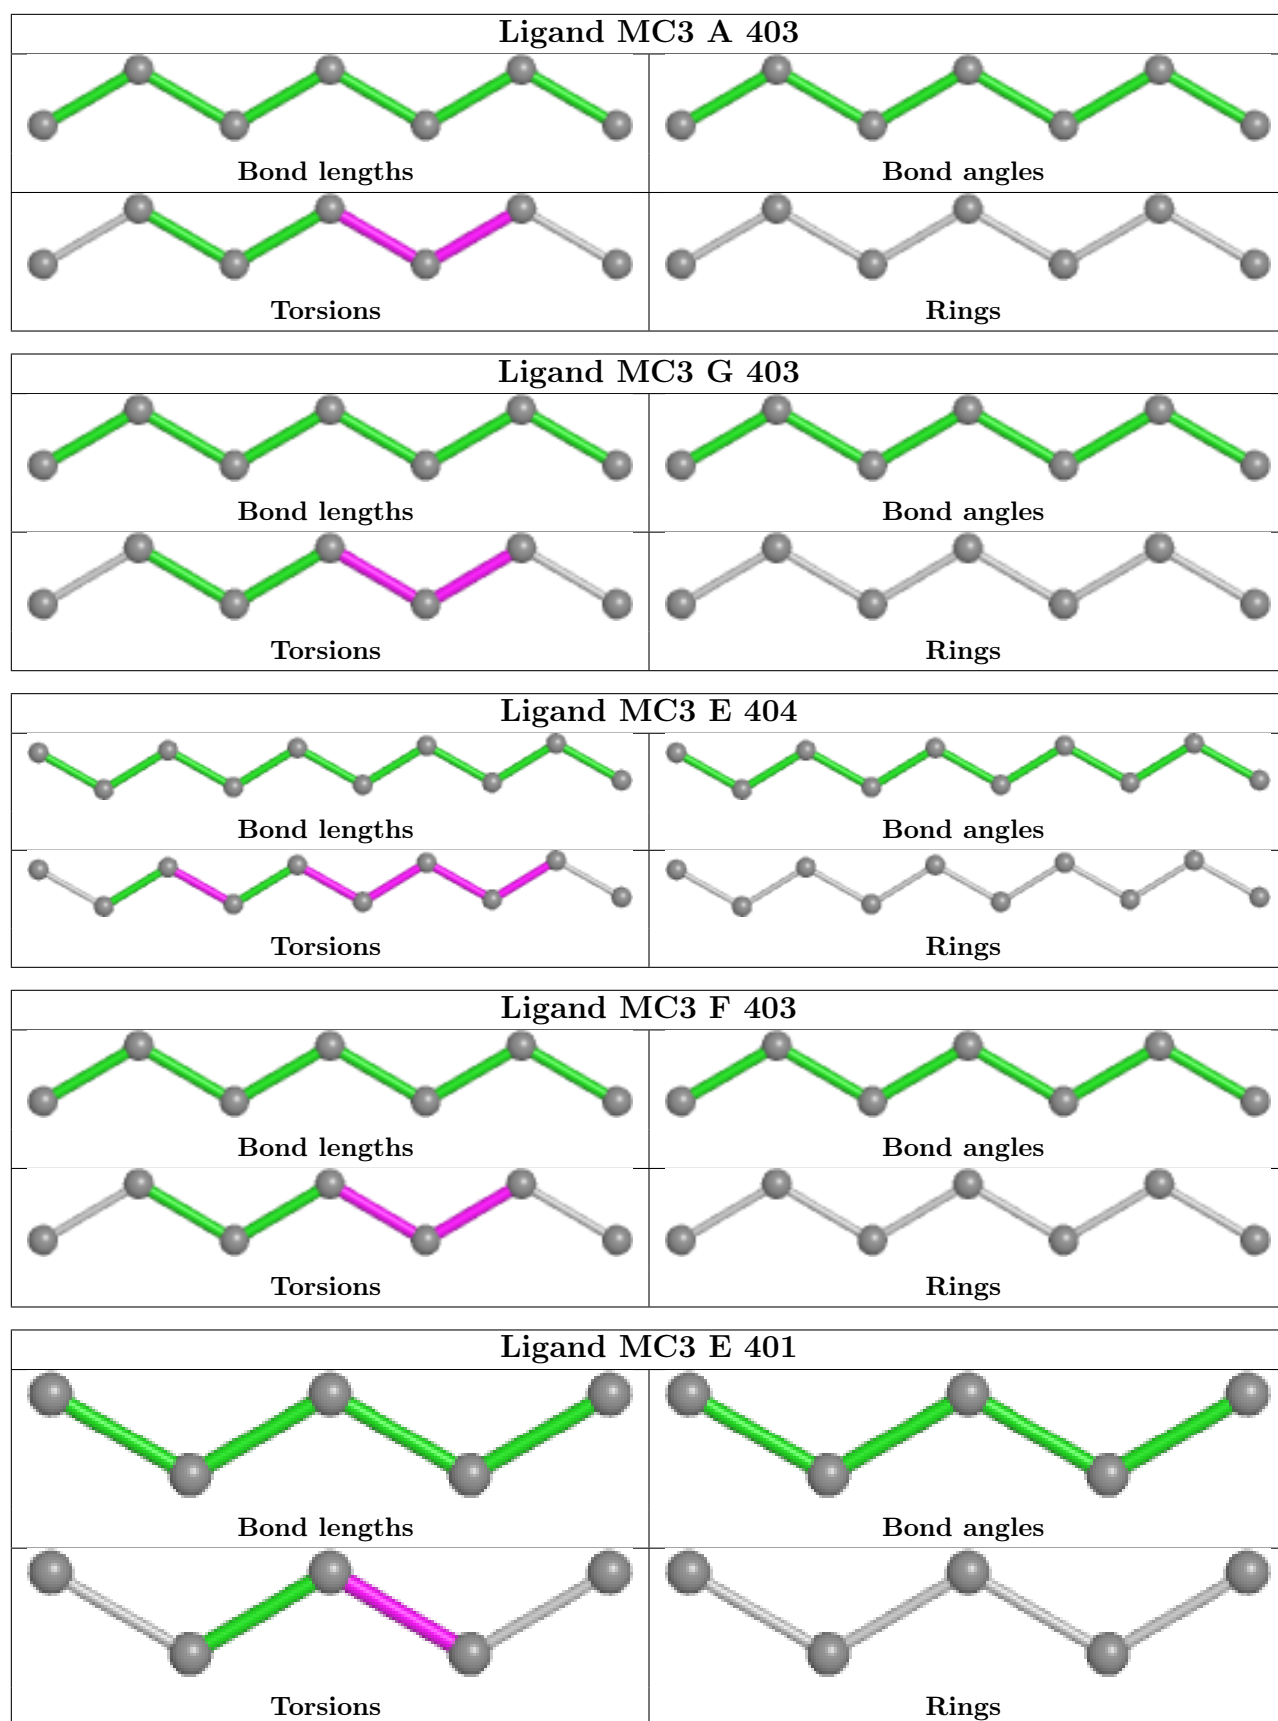 Ligand MC3 A 403
Bond lengths Bond angles
Torsions Rings
Ligand MC3 G 403
Bond lengths Bond angles
Torsions Rings
Ligand MC3 E 404
Bond lengths Bond angles
Torsions Rings
Ligand MC3 F 403
Bond lengths Bond angles
Torsions Rings
Ligand MC3 E 401
Bond lengths Bond angles
Torsions Rings